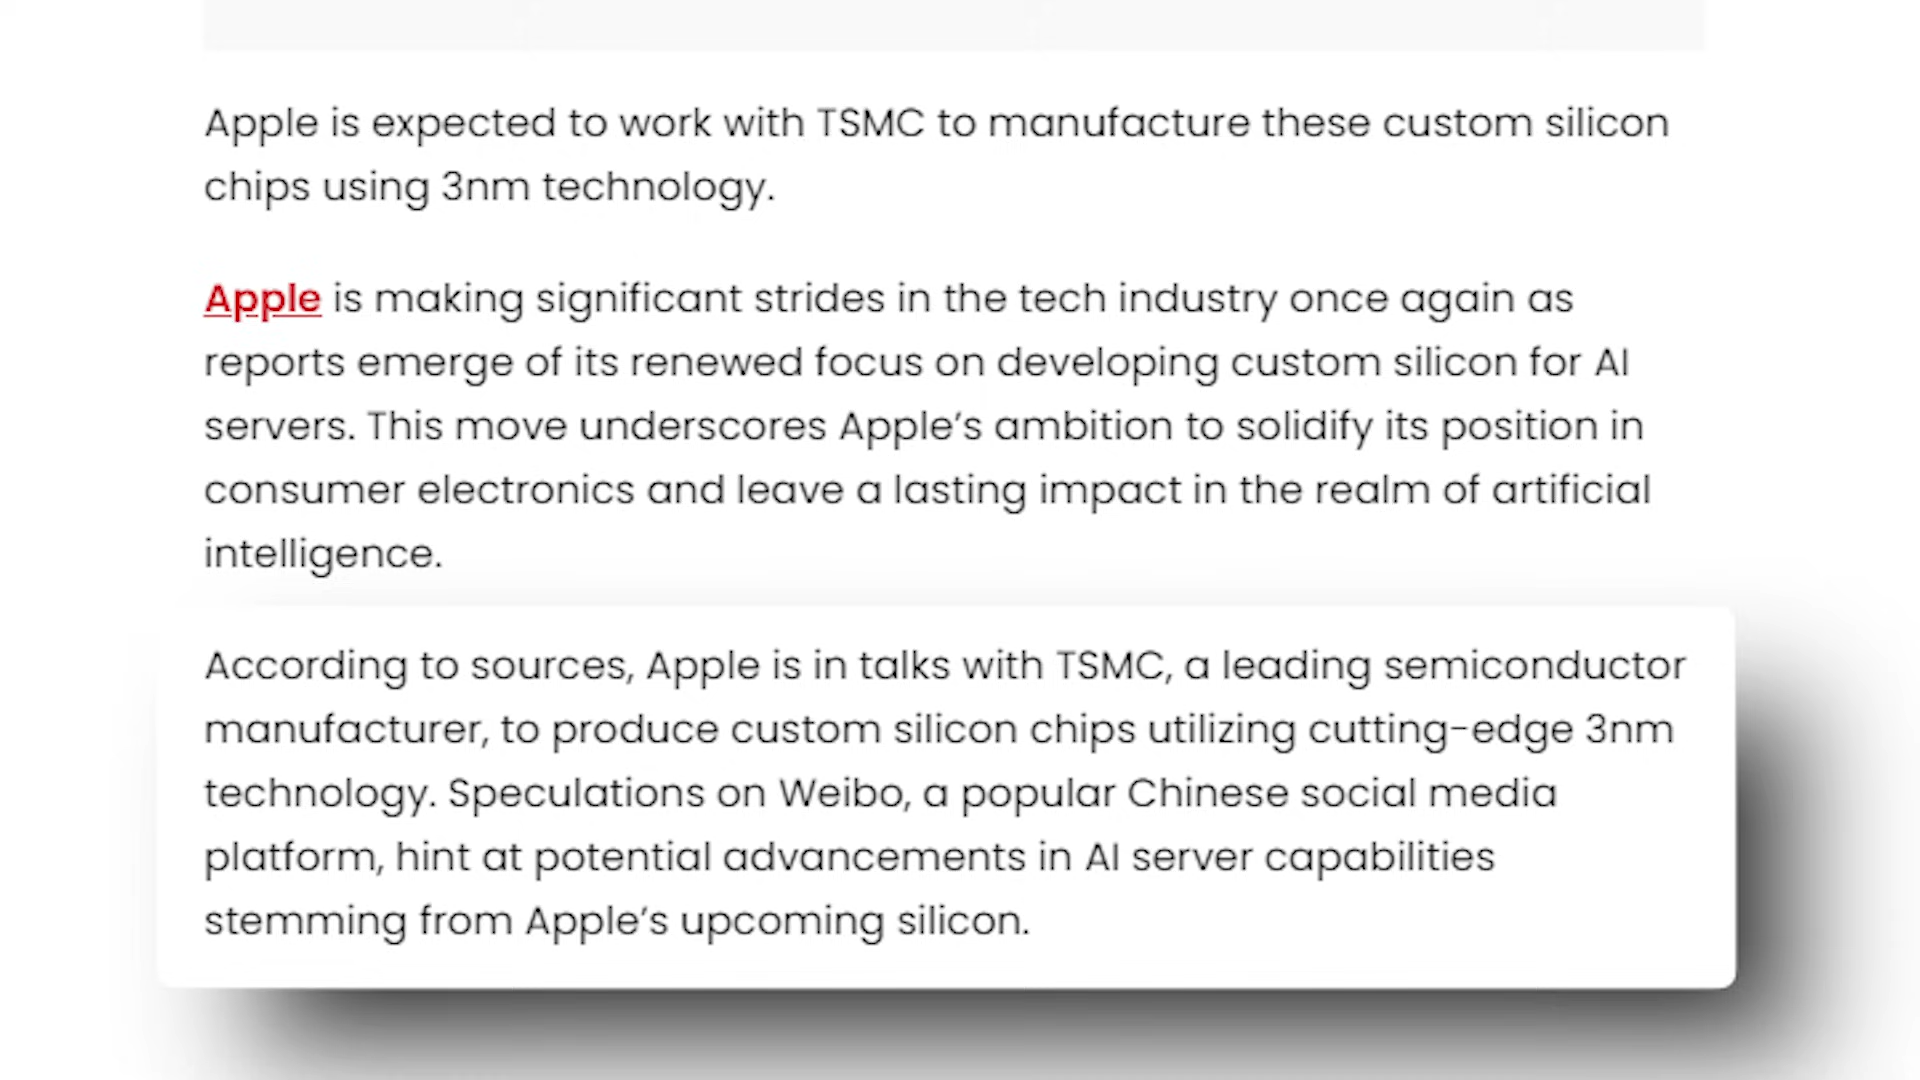 Apple is expected to work with TSMC to manufacture these custom silicon
chips using 3nm technology.
Apple is making significant strides in the tech industry once again as
reports emerge of its renewed focus on developing custom silicon for AI
servers. This move underscores Apple’s ambition to solidify its position in
consumer electronics and leave a lasting impact in the realm of artificial
intelligence.
According to sources, Apple is in talks with TSMC, a leading semiconductor
manufacturer, to produce custom silicon chips utilizing cutting-edge 3nm
technology. Speculations on Weibo, a popular Chinese social media
platform, hint at potential advancements in AI server capabilities
stemming from Apple’s upcoming silicon.